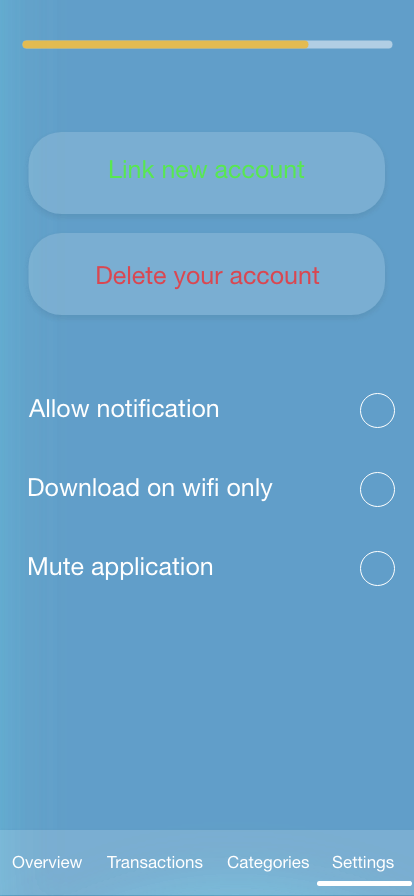 Link new account
Delete your account
Allow notification
Download on wifi only
Mute application
Overview Transactions Categories Settings